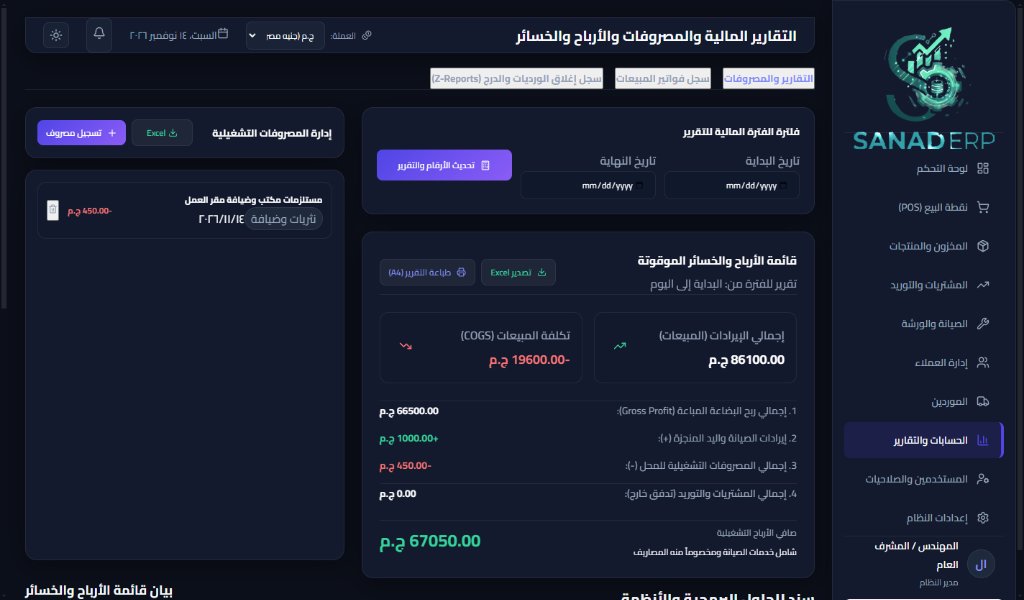 SANADERP
لوحة التحكم
نقطة البيع (POS)
المخزون والمنتجات
المشتريات والتوريد
الصيانة والورشة
إدارة العملاء
الموردين
الحسابات والتقارير
المستخدمين والصلاحيات
إعدادات النظام
المهندس / المشرف العام
مدير النظام
ال
التقارير المالية والمصروفات والأرباح والخسائر
العملة:
ج.م (جنيه مصر
السبت، ١٤ نوفمبر ٢٠٢٦
التقارير والمصروفات
سجل فواتير المبيعات
سجل إغلاق الورديات والدرج (Z-Reports)
فلترة الفترة المالية للتقرير
تاريخ البداية
mm/dd/yyyy
تاريخ النهاية
mm/dd/yyyy
تحديث الأرقام والتقرير
قائمة الأرباح والخسائر الموقوتة
تقرير للفترة من: البداية إلى اليوم
تصدير Excel
طباعة التقرير (A4)
إجمالي الإيرادات (المبيعات)
86100.00 ج.م
تكلفة المبيعات (COGS)
-19600.00 ج.م
1. إجمالي ربح البضاعة المباعة (Gross Profit):
66500.00 ج.م
2. إيرادات الصيانة واليد المنجزة (+):
+1000.00 ج.م
3. إجمالي المصروفات التشغيلية للمحل (-):
-450.00 ج.م
4. إجمالي المشتريات والتوريد (تدفق خارج):
0.00 ج.م
صافي الأرباح التشغيلية
شامل خدمات الصيانة ومخصوماً منه المصاريف
67050.00 ج.م
إدارة المصروفات التشغيلية
Excel
تسجيل مصروف
مستلزمات مكتب وضيافة مقر العمل
نثريات وضيافة
٢٠٢٦/١١/١٤
-450.00 ج.م
سند للحلول البرمجية والأنظمة
بيان قائمة الأرباح والخسائر